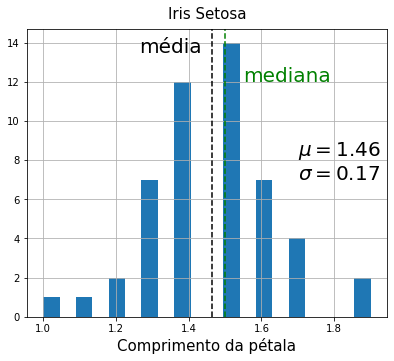 Iris Setosa
média
mediana
μ = 1.46
σ = 0.17
14
12
10
8
6
4
2
0
1.0 1.2 1.4 1.6 1.8
Comprimento da pétala